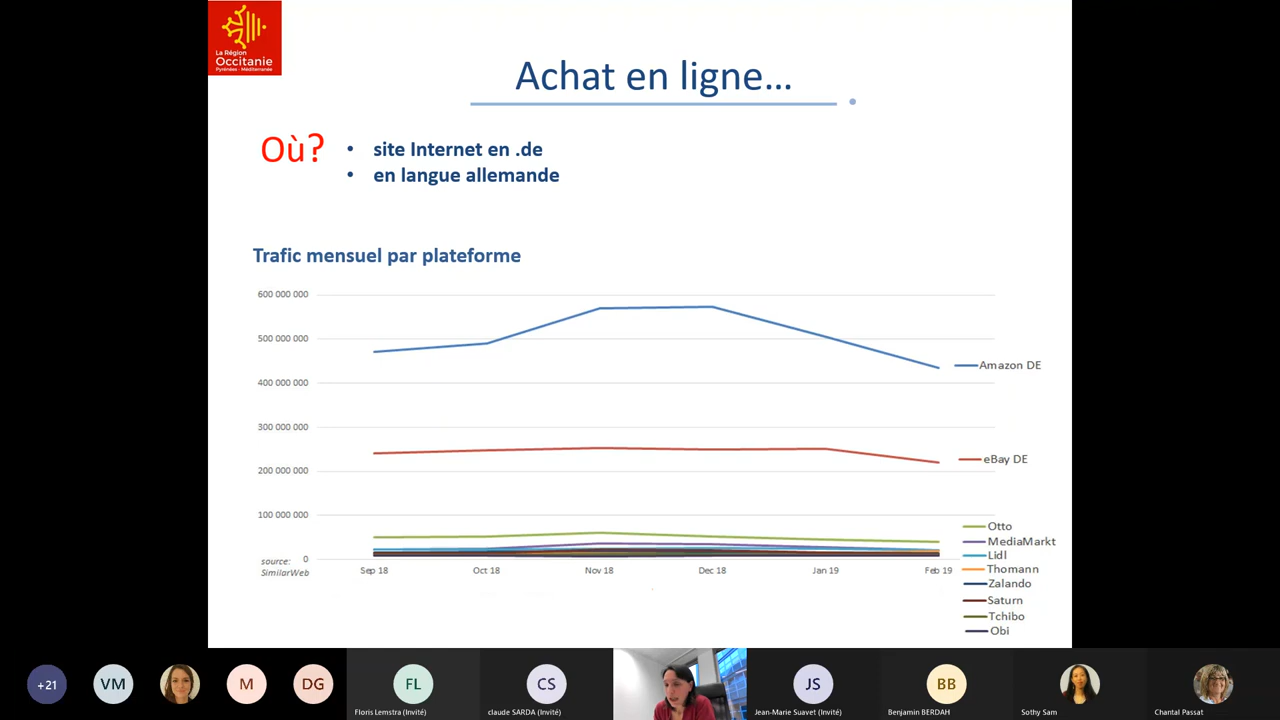 La Région
Occitanie
Pyrénées - Méditerranée
Achat en ligne...
Où?
• site Internet en .de
• en langue allemande
Trafic mensuel par plateforme
600 000 000
500 000 000
400 000 000
300 000 000
200 000 000
100 000 000
0
Amazon DE
eBay DE
Otto
MediaMarkt
Lidl
Thomann
Zalando
Saturn
Tchibo
Obi
source:
SimilarWeb
Sep 18 Oct 18 Nov 18 Dec 18 Jan 19 Feb 19
+21 VM M DG FL CS JS BB
Floris Lemstra (Invité) claude SARDA (Invité) Jean-Marie Suavet (Invité) Benjamin BERDAH Sothy Sam Chantal Passat